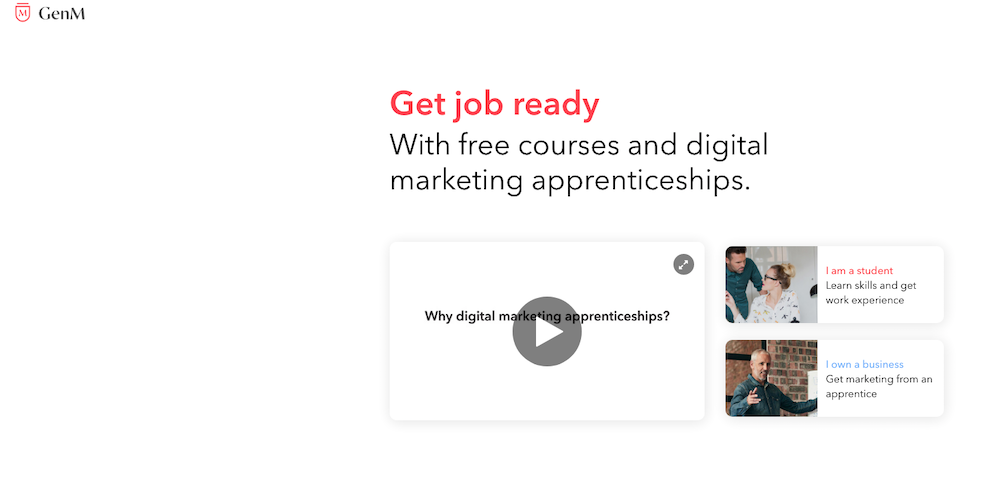 M GenM
Get job ready
With free courses and digital
marketing apprenticeships.
Why digital marketing apprenticeships?
I am a student
Learn skills and get
work experience
I own a business
Get marketing from an
apprentice